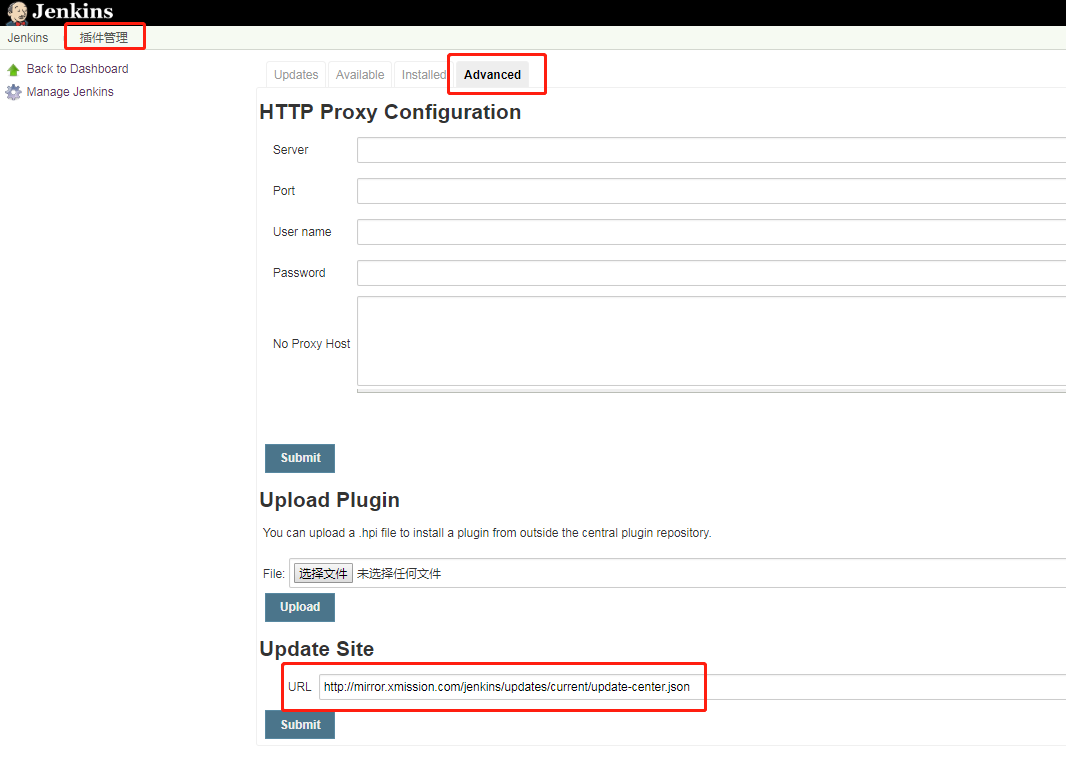 Jenkins
Jenkins
插件管理
Back to Dashboard
Manage Jenkins
Updates
Available
Installed
Advanced
HTTP Proxy Configuration
Server
Port
User name
Password
No Proxy Host
Submit
Upload Plugin
You can upload a .hpi file to install a plugin from outside the central plugin repository.
File: 选择文件 未选择任何文件
Upload
Update Site
URL http://mirror.xmission.com/jenkins/updates/current/update-center.json
Submit